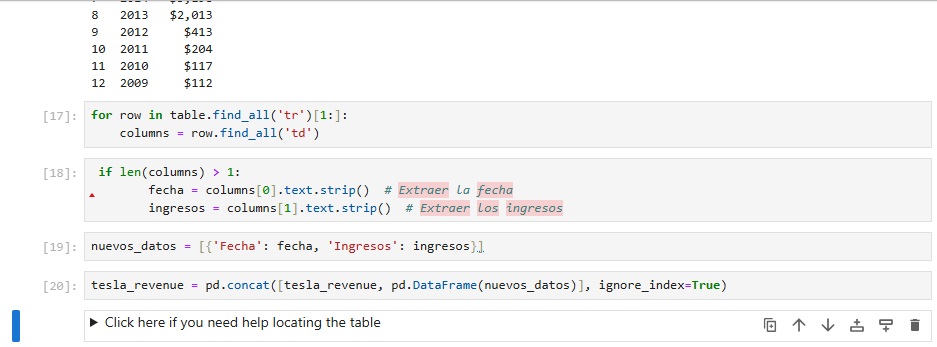 8 2013 $2,013
9 2012 $413
10 2011 $204
11 2010 $117
12 2009 $112
[17]: for row in table.find_all('tr')[1:]:
columns = row.find_all('td')
[18]: if len(columns) > 1:
fecha = columns[0].text.strip() # Extraer la fecha
ingresos = columns[1].text.strip() # Extraer los ingresos
[19]: nuevos_datos = [{'Fecha': fecha, 'Ingresos': ingresos}]
[20]: tesla_revenue = pd.concat([tesla_revenue, pd.DataFrame(nuevos_datos)], ignore_index=True)
Click here if you need help locating the table